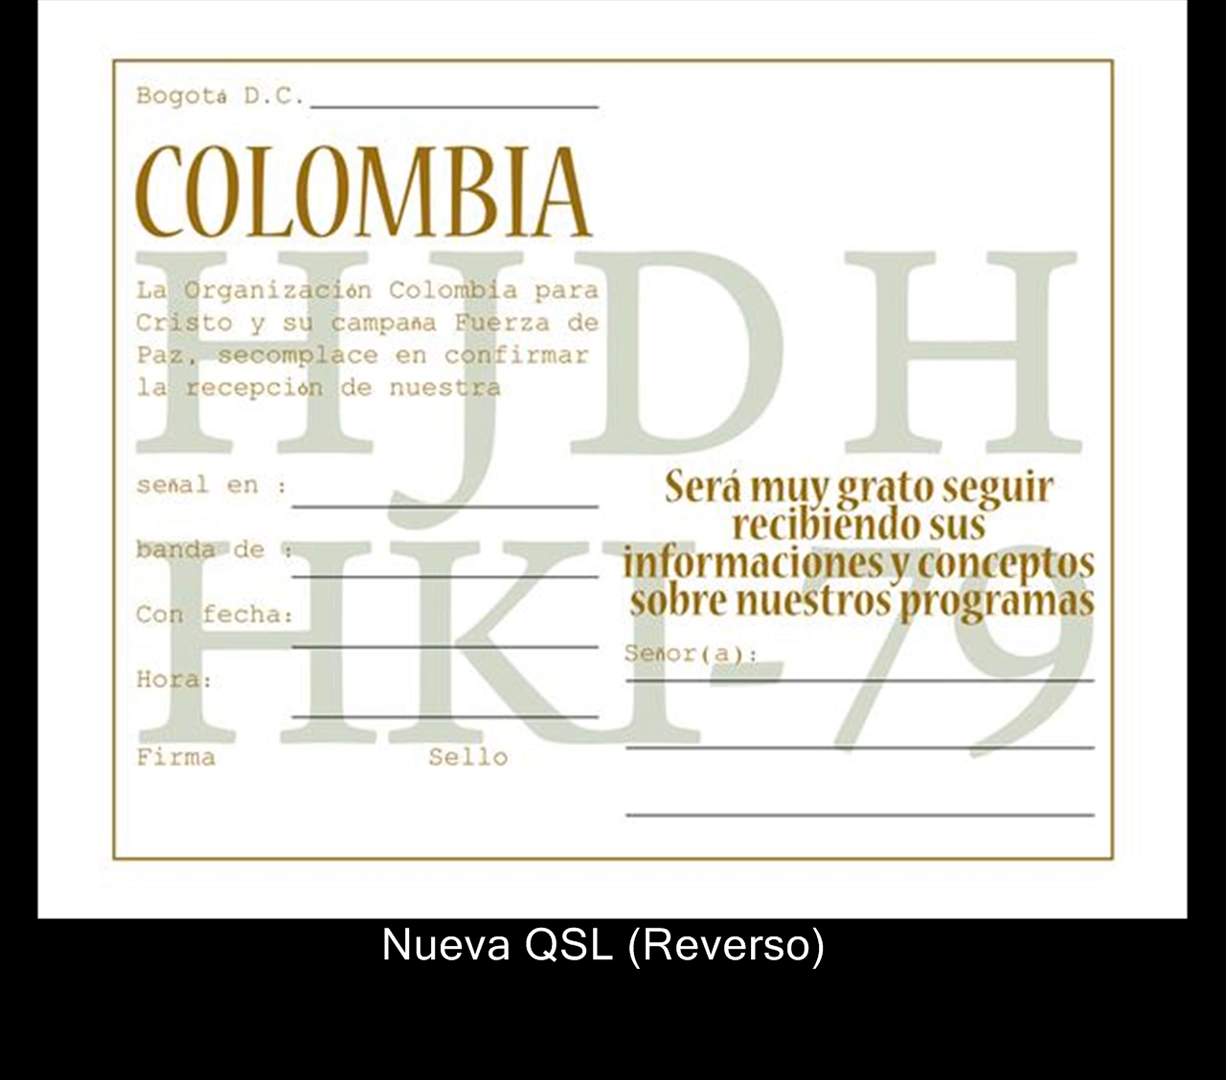 Bogotá D.C.
COLOMBIA
HJDH
La Organización Colombia para
Cristo y su campaña Fuerza de
Paz, secomplace en confirmar
la recepción de nuestra
señal en :
banda de :
Con fecha:
Hora:
Firma Sello
HKI-79
Será muy grato seguir
recibiendo sus
informaciones y conceptos
sobre nuestros programas
Señor(a):
Nueva QSL (Reverso)